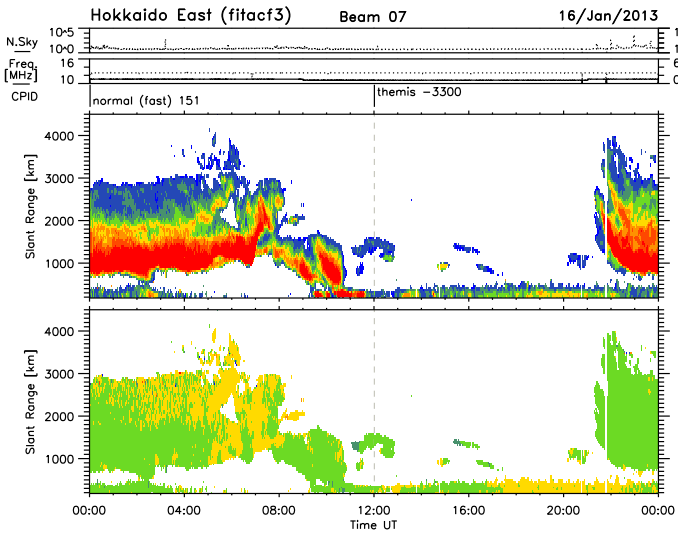 Hokkaido East (fitacf3) Beam 07 16/Jan/2013
N.Sky 10^5 10^0
Freq. [MHz] 16 10 6 0
CPID normal (fast) 151 themis -3300
Slant Range [km] 4000 3000 2000 1000
Slant Range [km] 4000 3000 2000 1000
00:00 04:00 08:00 12:00 16:00 20:00 00:00
Time UT